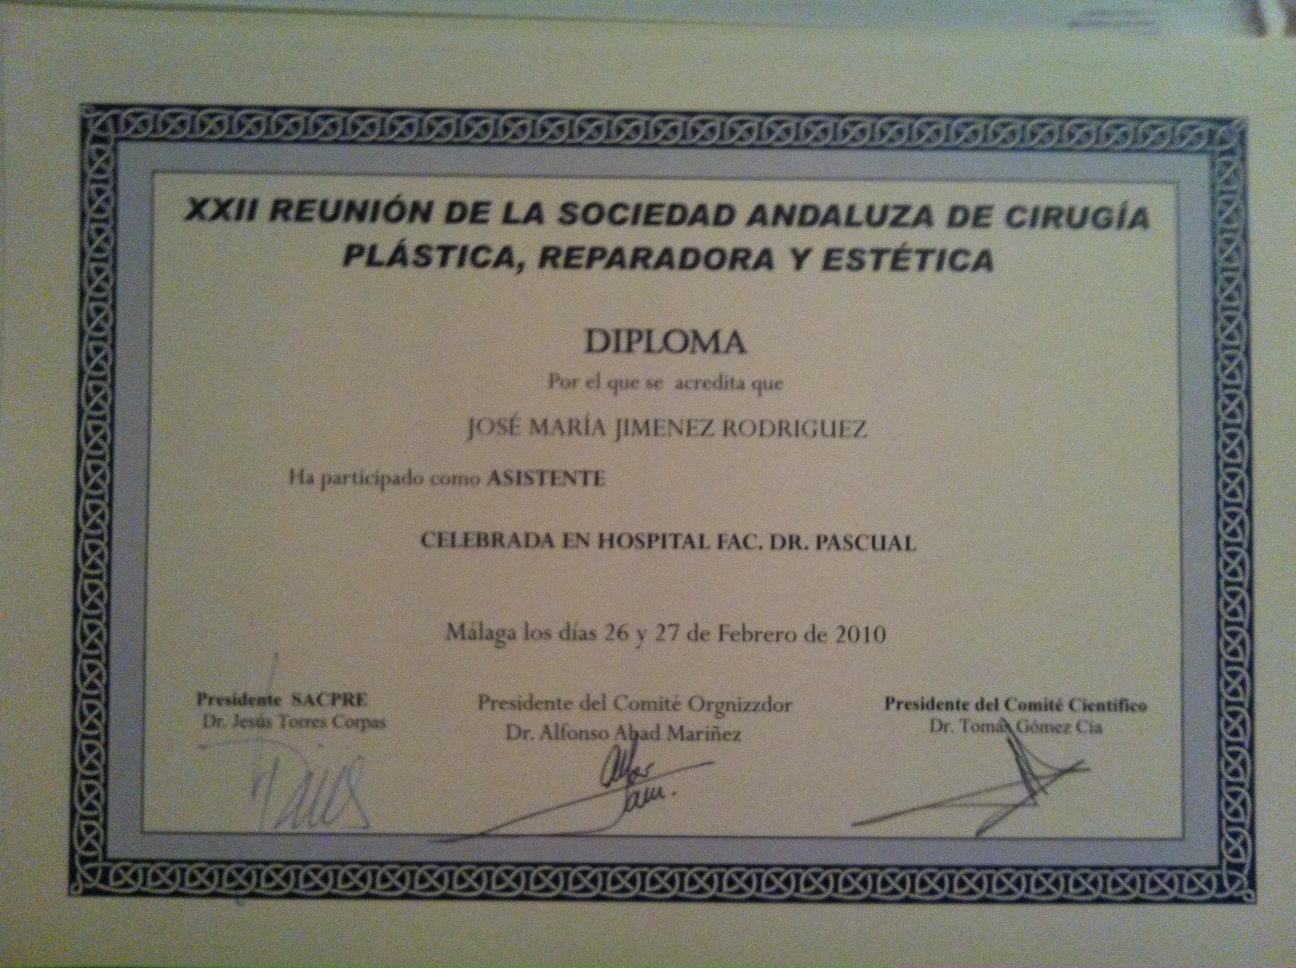 XXII REUNIÓN DE LA SOCIEDAD ANDALUZA DE CIRUGÍA
PLÁSTICA, REPARADORA Y ESTÉTICA
DIPLOMA
Por el que se acredita que
JOSÉ MARÍA JIMENEZ RODRIGUEZ
Ha participado como ASISTENTE
CELEBRADA EN HOSPITAL FAC. DR. PASCUAL
Málaga los días 26 y 27 de Febrero de 2010
Presidente SACPRE
Dr. Jesús Torres Corpas
Presidente del Comité Orgnizzdor
Dr. Alfonso Abad Mariñez
Presidente del Comité Científico
Dr. Tomás Gómez Cía